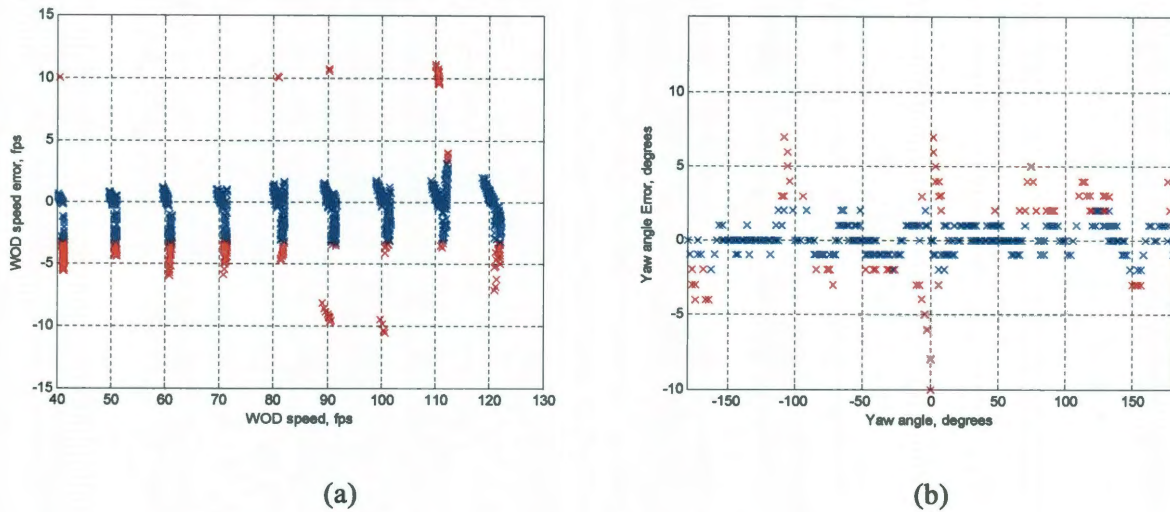 15
10
5
0
-5
-10
-15
WOD speed error, fps
40 50 60 70 80 90 100 110 120 130
WOD speed, fps
(a)
10
5
0
-5
-10
Yaw angle Error, degrees
-150 -100 -50 0 50 100 150
Yaw angle, degrees
(b)